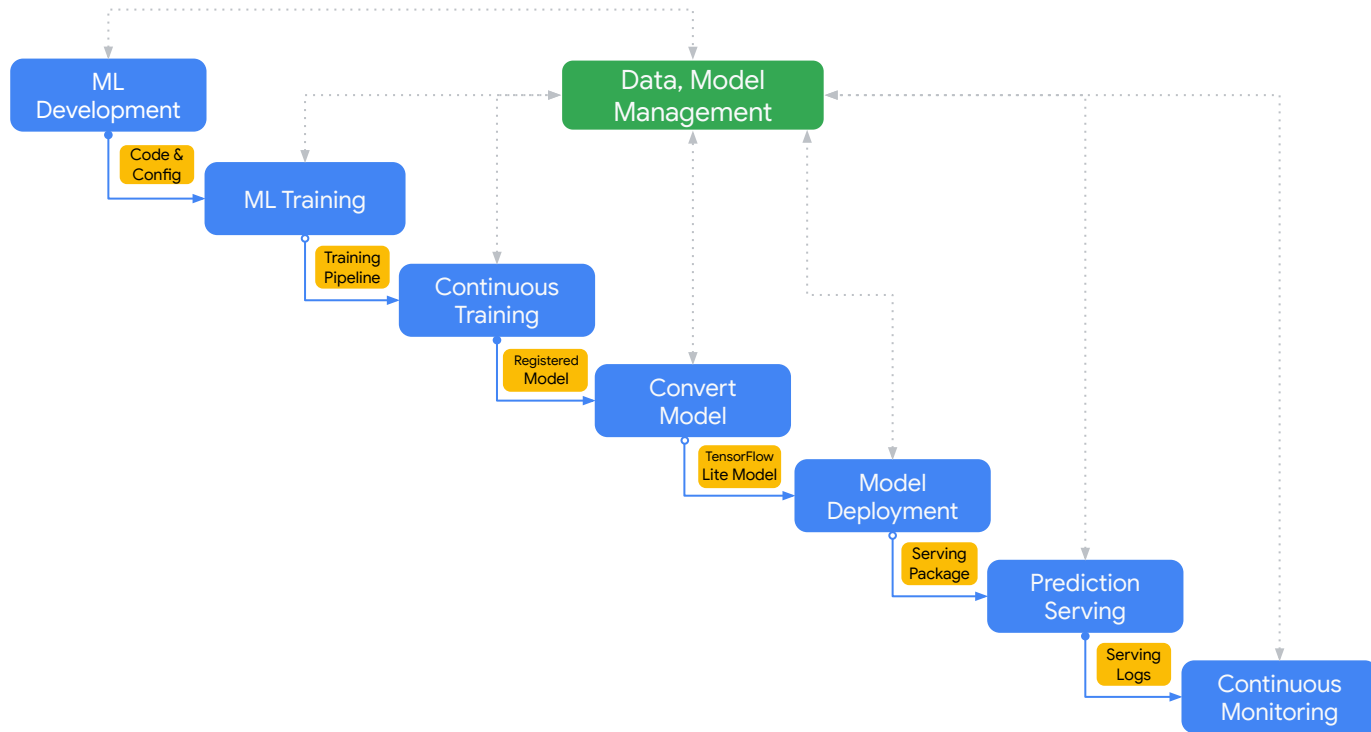 ML
Development
Data, Model
Management
Code &
Config
ML Training
Training
Pipeline
Continuous
Training
Registered
Model
Convert
Model
TensorFlow
Lite Model
Model
Deployment
Serving
Package
Prediction
Serving
Serving
Logs
Continuous
Monitoring